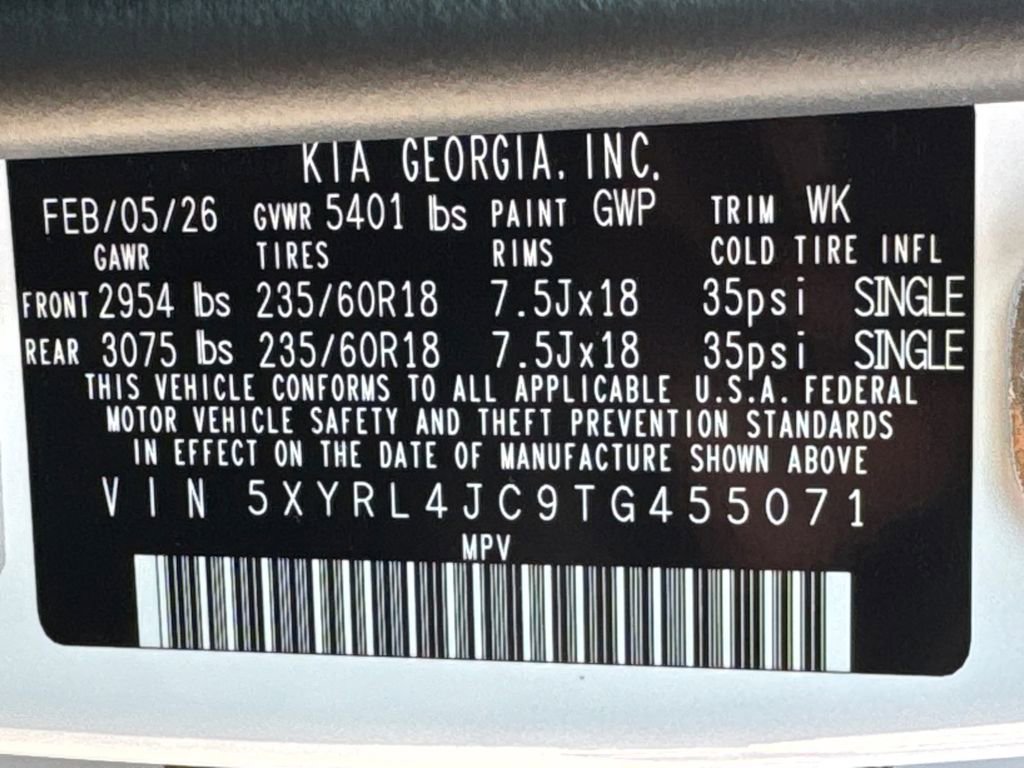 KIA GEORGIA, INC.
FEB/05/26 GVWR 5401 lbs PAINT GWP TRIM WK
GAWR TIRES RIMS COLD TIRE INFL
FRONT 2954 lbs 235/60R18 7.5Jx18 35psi SINGLE
REAR 3075 lbs 235/60R18 7.5Jx18 35psi SINGLE
THIS VEHICLE CONFORMS TO ALL APPLICABLE U.S.A. FEDERAL
MOTOR VEHICLE SAFETY AND THEFT PREVENTION STANDARDS
IN EFFECT ON THE DATE OF MANUFACTURE SHOWN ABOVE
VIN 5XYRL4JC9TG455071
MPV